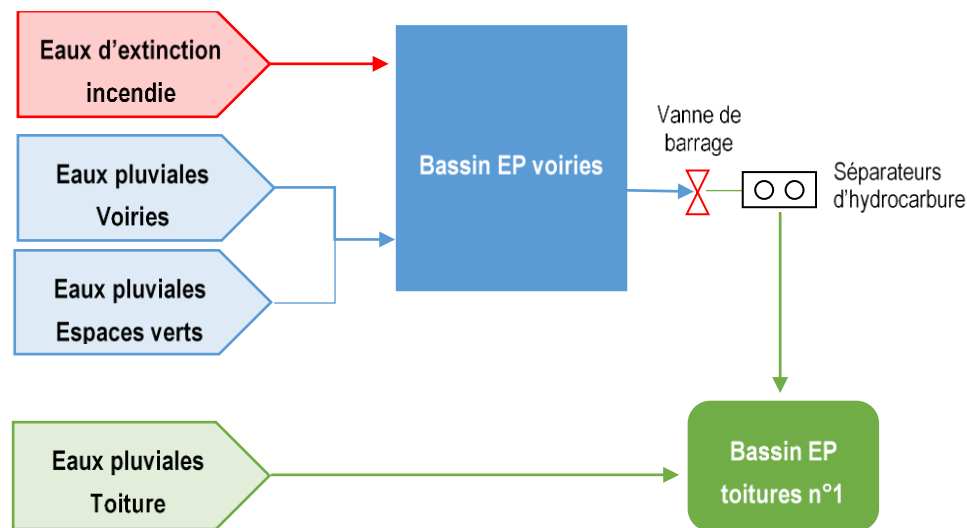 Eaux d’extinction
incendie
Eaux pluviales
Voiries
Eaux pluviales
Espaces verts
Bassin EP voiries
Vanne de
barrage
Séparateurs
d’hydrocarbure
Eaux pluviales
Toiture
Bassin EP
toitures n°1